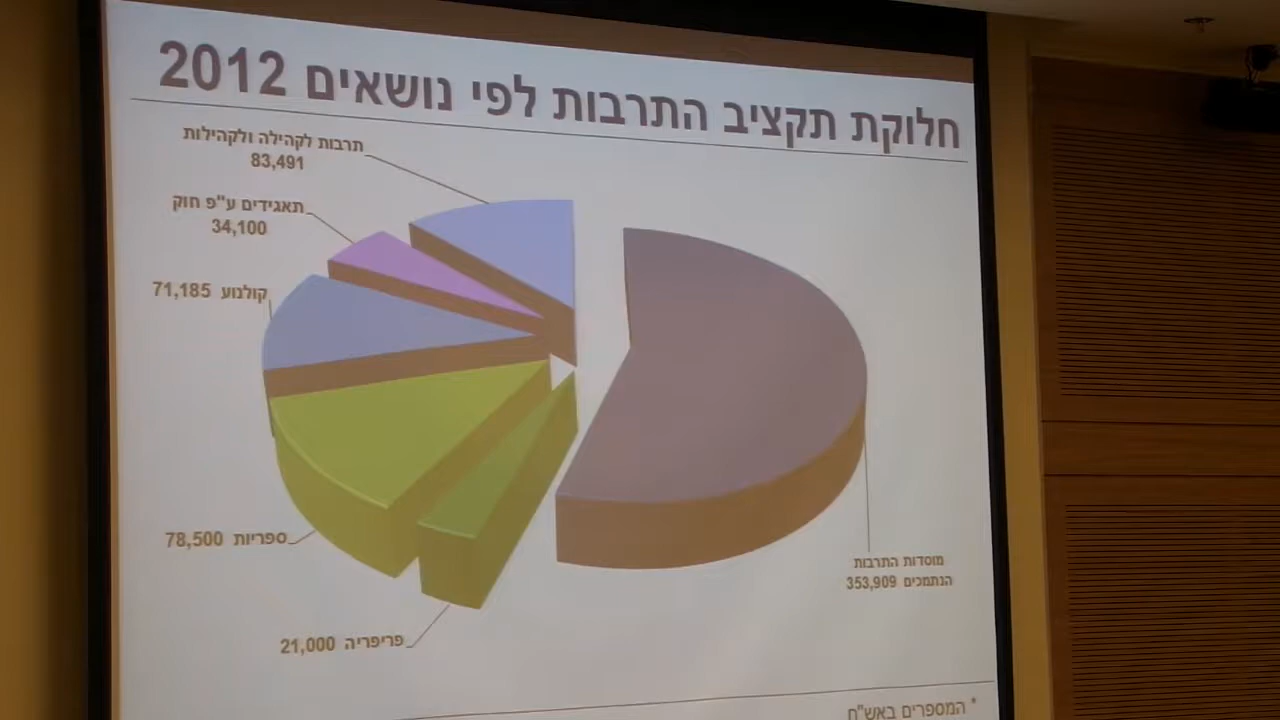 חלוקת תקציב התרבות לפי נושאים 2012
תרבות לקהילה ולקהילות
83,491
תאגידים ע"פ חוק
34,100
קולנוע 71,185
ספריות 78,500
פריפריה 21,000
מוסדות התרבות
הנתמכים 353,909
* המספרים באש"ח